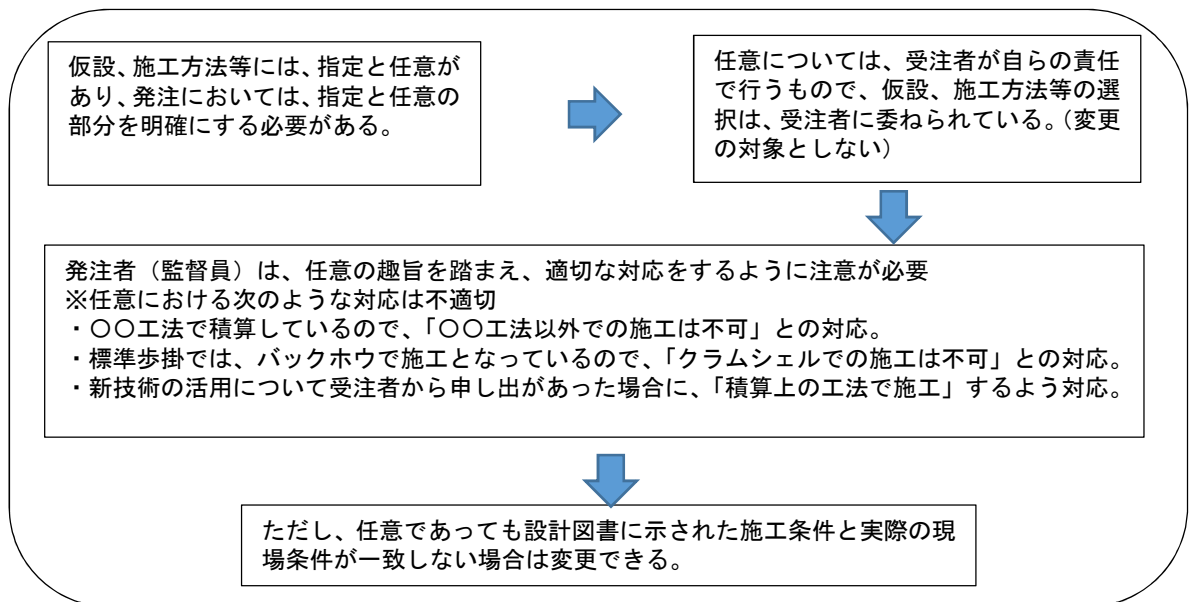 仮設、施工方法等には、指定と任意が
あり、発注においては、指定と任意の
部分を明確にする必要がある。
任意については、受注者が自らの責任
で行うもので、仮設、施工方法等の選
択は、受注者に委ねられている。（変更
の対象としない）
発注者（監督員）は、任意の趣旨を踏まえ、適切な対応をするように注意が必要
※任意における次のような対応は不適切
・〇〇工法で積算しているので、「〇〇工法以外での施工は不可」との対応。
・標準歩掛では、バックホウで施工となっているので、「クラムシェルでの施工は不可」との対応。
・新技術の活用について受注者から申し出があった場合に、「積算上の工法で施工」するよう対応。
ただし、任意であっても設計図書に示された施工条件と実際の現
場条件が一致しない場合は変更できる。